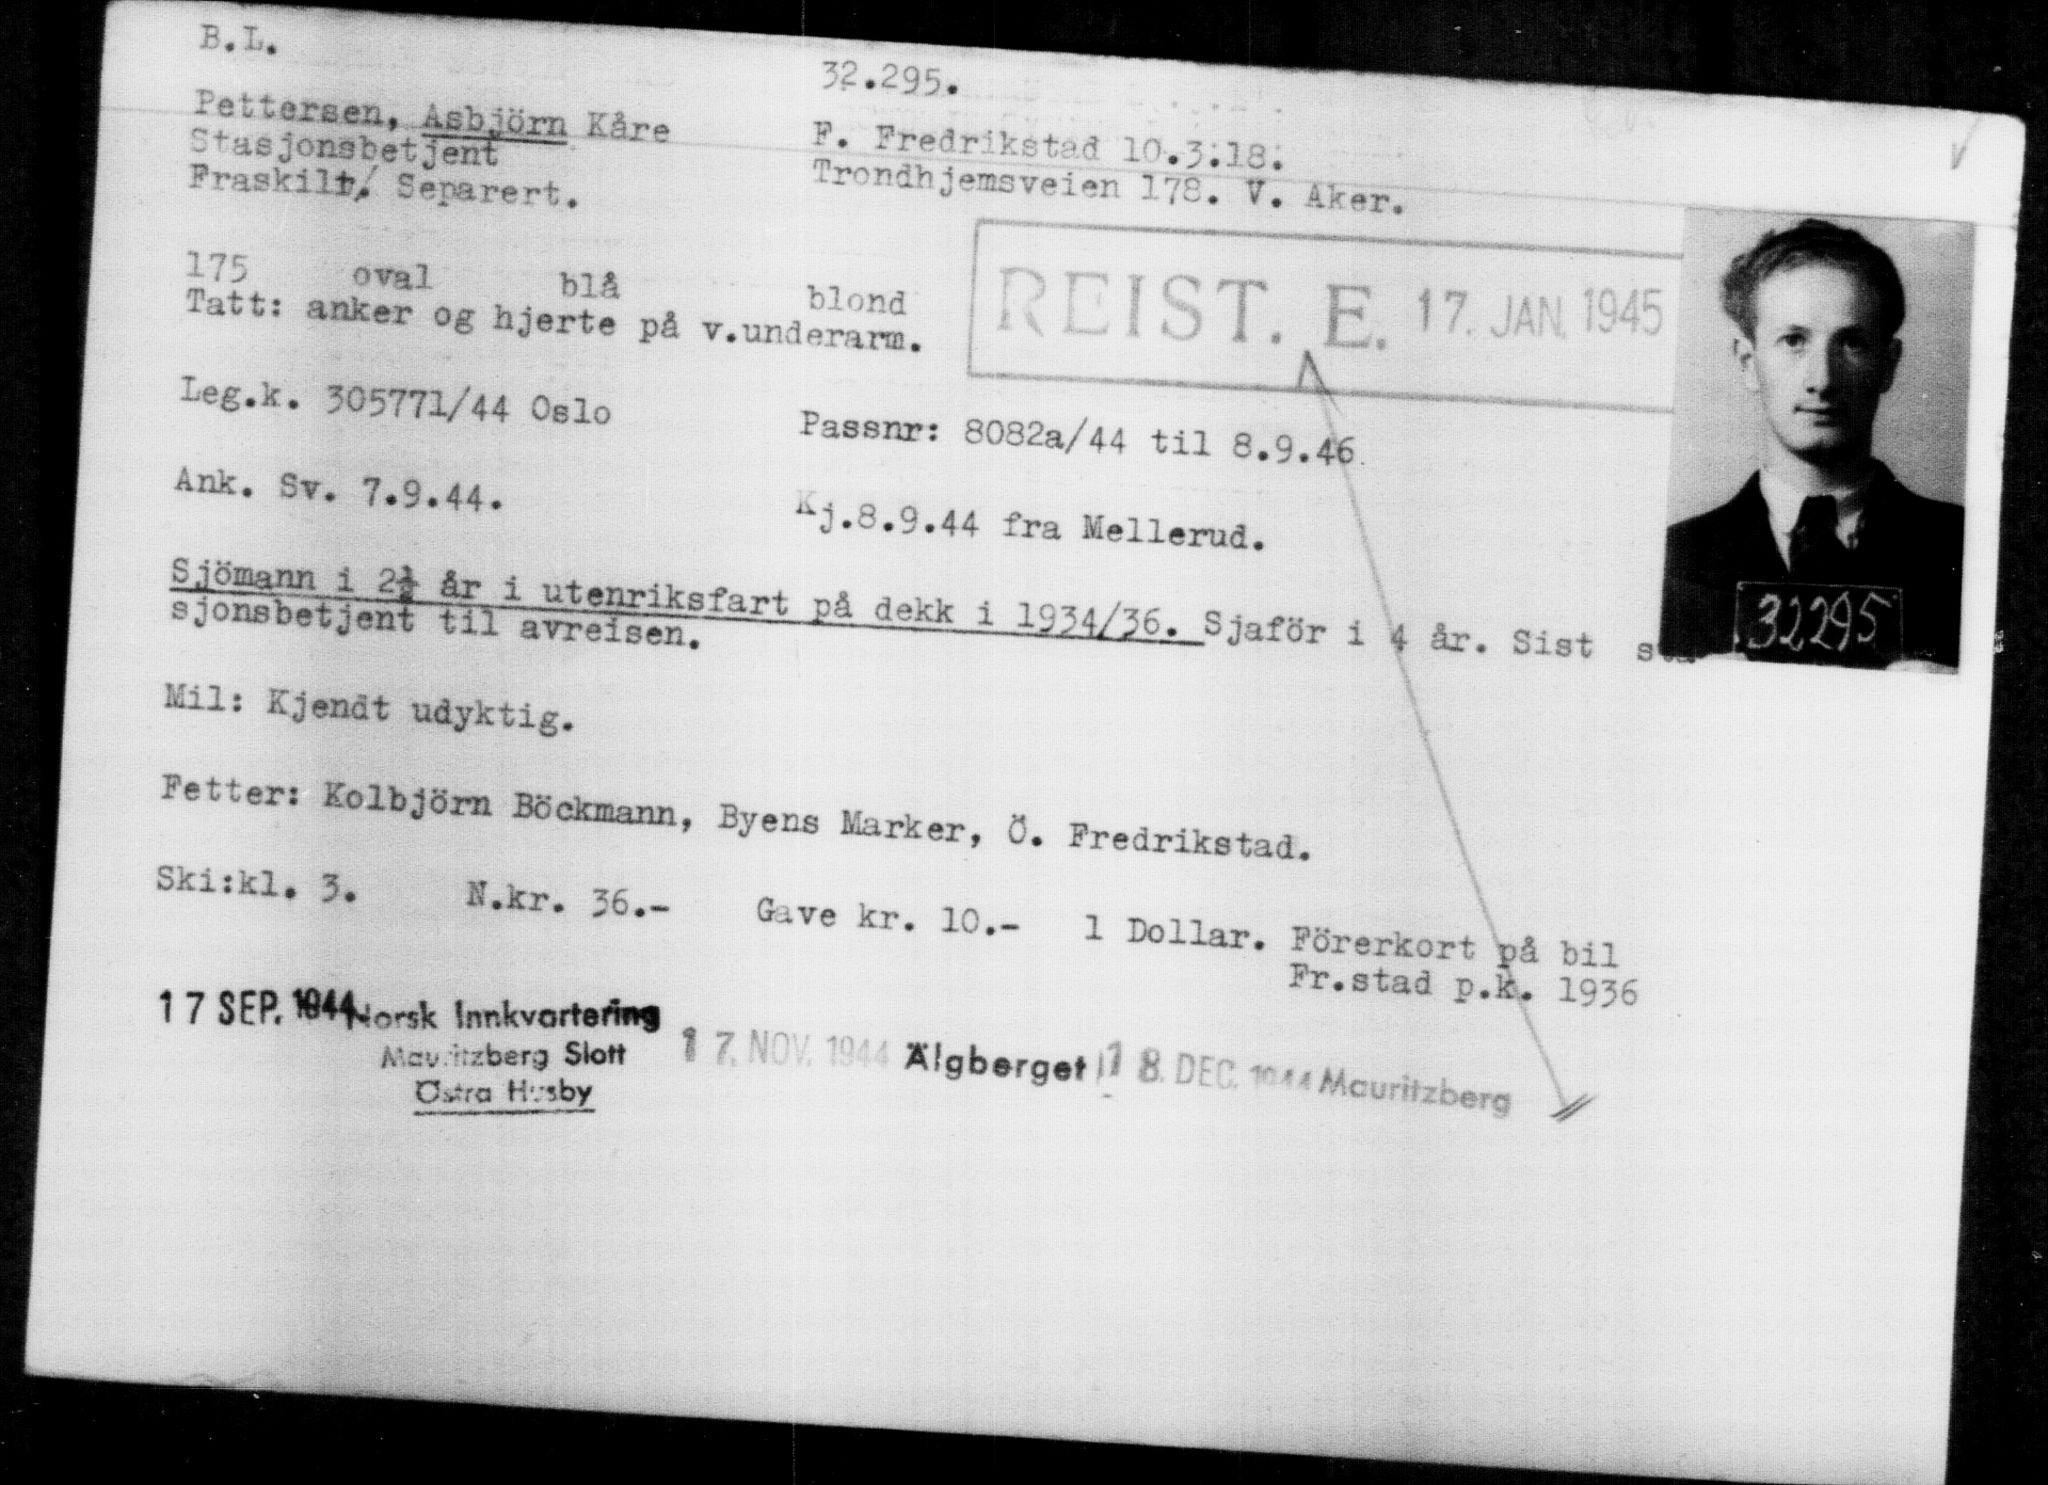 B.L.
32.295.
Pettersen, Asbjörn Kåre
F. Fredrikstad 10.3.18.
Stasjonsbetjent
Trondhjemsveien 178. V. Aker.
Fraskilt/ Separert.
REIST. E. 17. JAN. 1945
175 oval blå blond
Tatt: anker og hjerte på v.underarm.
Leg.k. 305771/44 Oslo
Passnr: 8082a/44 til 8.9.46.
Ank. Sv. 7.9.44.
Kj.8.9.44 fra Mellerud.
Sjömann i 2½ år i utenriksfart på dekk i 1934/36. Sjaför i 4 år. Sist sta
sjonsbetjent til avreisen.
32295
Mil: Kjendt udyktig.
Fetter: Kolbjörn Böckmann, Byens Marker, Ö. Fredrikstad.
Ski:kl. 3. N.kr. 36.- Gave kr. 10.- 1 Dollar. Förerkort på bil
Fr.stad p.k. 1936
17 SEP. 1944 Norsk Innkvartering
Mauritzberg Slott
Östra Husby
17. NOV. 1944 Älgberget 18. DEC. 1944 Mauritzberg